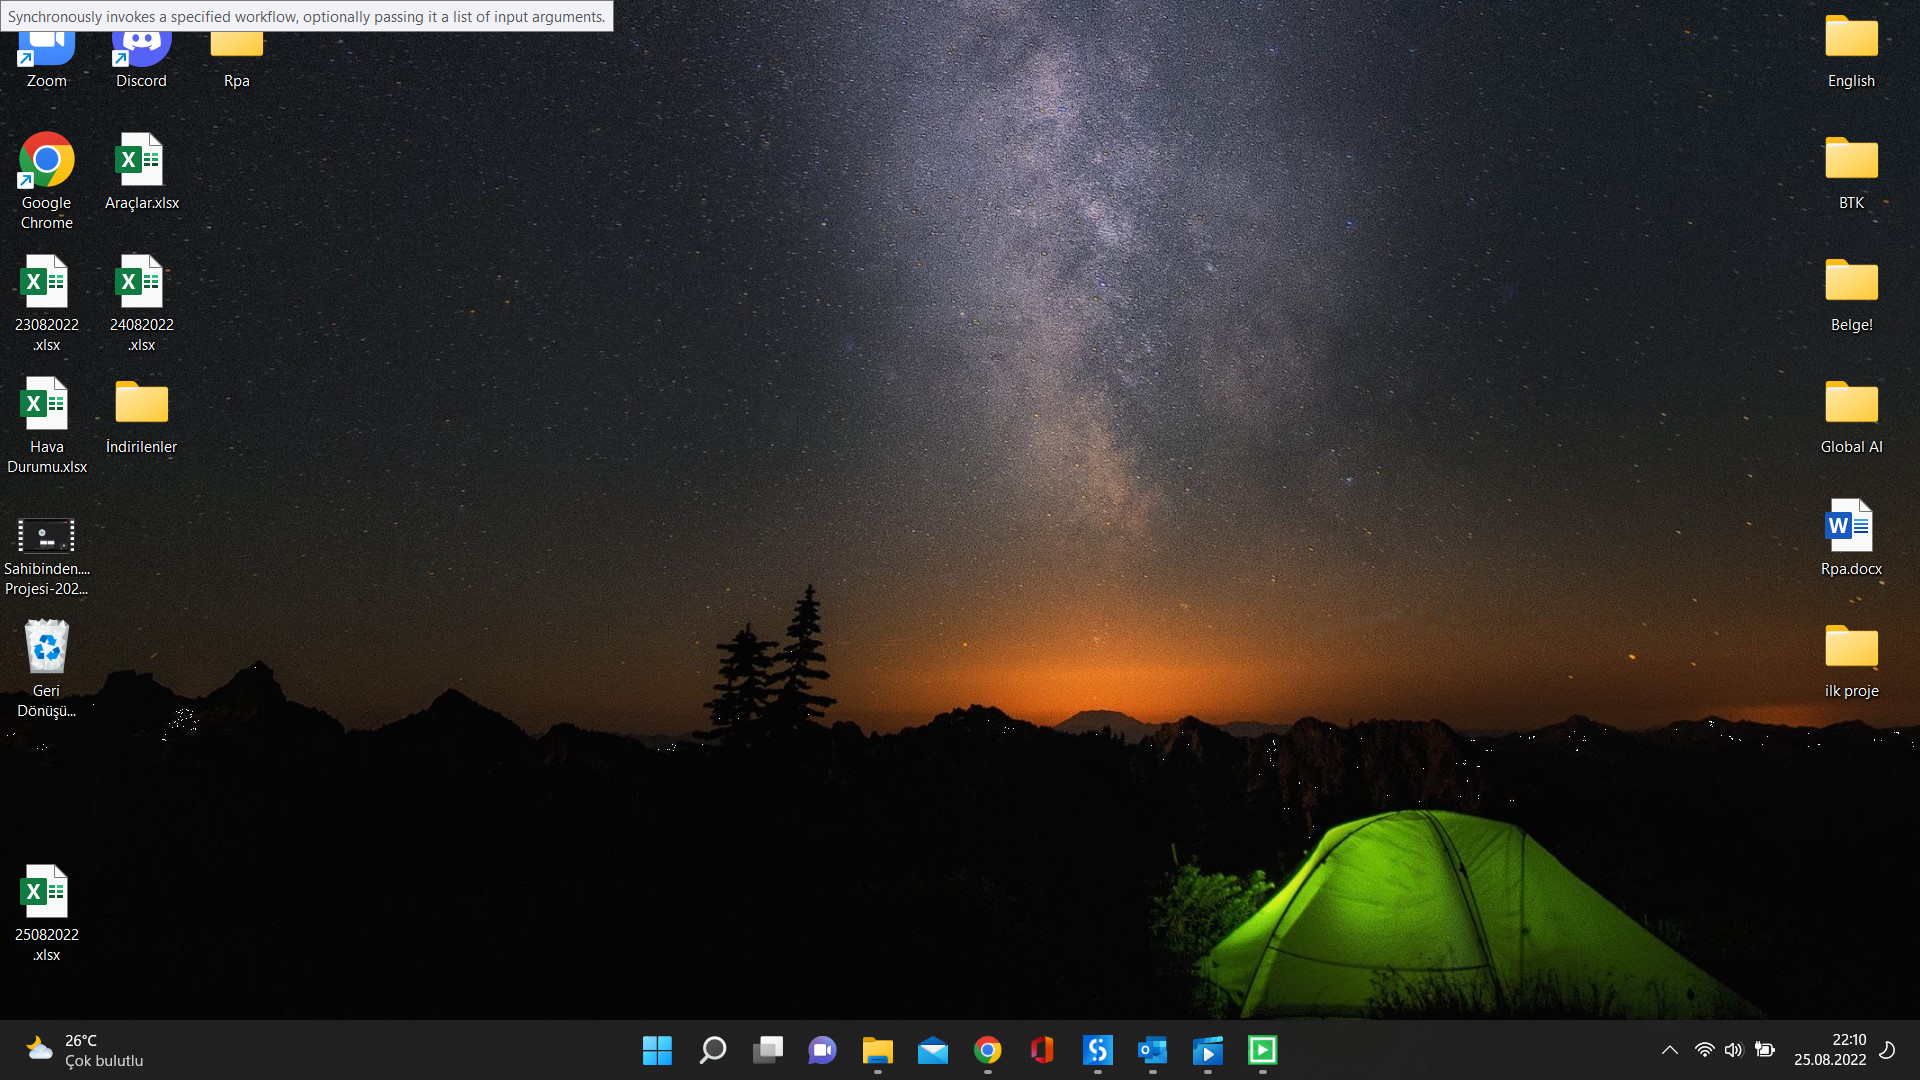 Synchronously invokes a specified workflow, optionally passing it a list of input arguments.
Zoom
Discord
Rpa
English
Google
Chrome
Araçlar.xlsx
BTK
23082022
.xlsx
24082022
.xlsx
Belge!
Hava
Durumu.xlsx
İndirilenler
Global AI
Sahibinden....
Projesi-202...
Rpa.docx
Geri
Dönüşü...
ilk proje
25082022
.xlsx
26°C
Çok bulutlu
22:10
25.08.2022